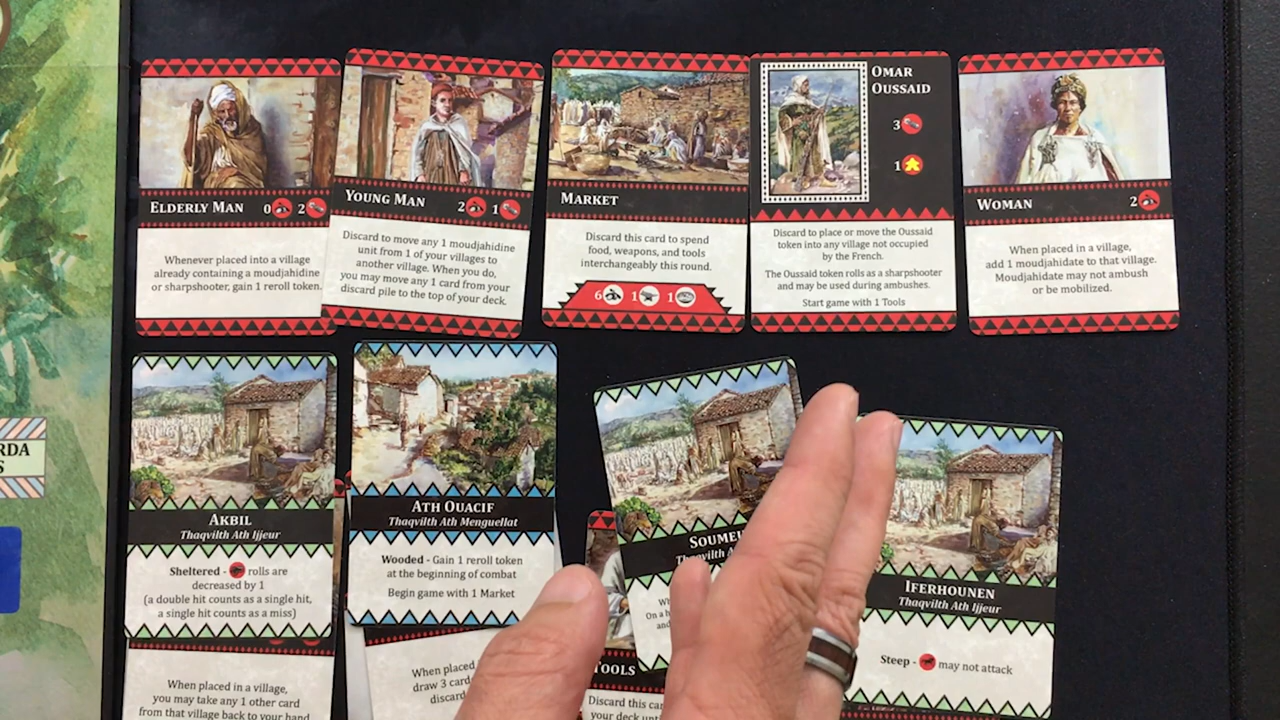 ELDERLY MAN 0 2
Whenever placed into a village
already containing a moudjahidine
or sharpshooter, gain 1 reroll token.
YOUNG MAN 2 1
Discard to move any 1 moudjahidine
unit from 1 of your villages to
another village. When you do,
you may move any 1 card from your
discard pile to the top of your deck.
MARKET
Discard this card to spend
food, weapons, and tools
interchangeably this round.
6 1 1
OMAR
OUSSAID
3
1
Discard to place or move the Oussaid
token into any village not occupied
by the French.
The Oussaid token rolls as a sharpshooter
and may be used during ambushes.
Start game with 1 Tools
WOMAN 2
When placed in a village,
add 1 moudjahidate to that village.
Moudjahidate may not ambush
or be mobilized.
RDA
S
AKBIL
Thaqvilth Ath Ijjeur
Sheltered - rolls are
decreased by 1
(a double hit counts as a single hit,
a single hit counts as a miss)
When placed in a village,
you may take any 1 other card
from that village back to your hand
ATH OUACIF
Thaqvilth Ath Menguellat
Wooded - Gain 1 reroll token
at the beginning of combat
Begin game with 1 Market
When placed
draw 3 card
discard
SOUME
Thaqvilth A
Wh
On a h
and
TOOLS
Discard this car
your deck unt
IFERHOUNEN
Thaqvilth Ath Ijjeur
Steep - may not attack